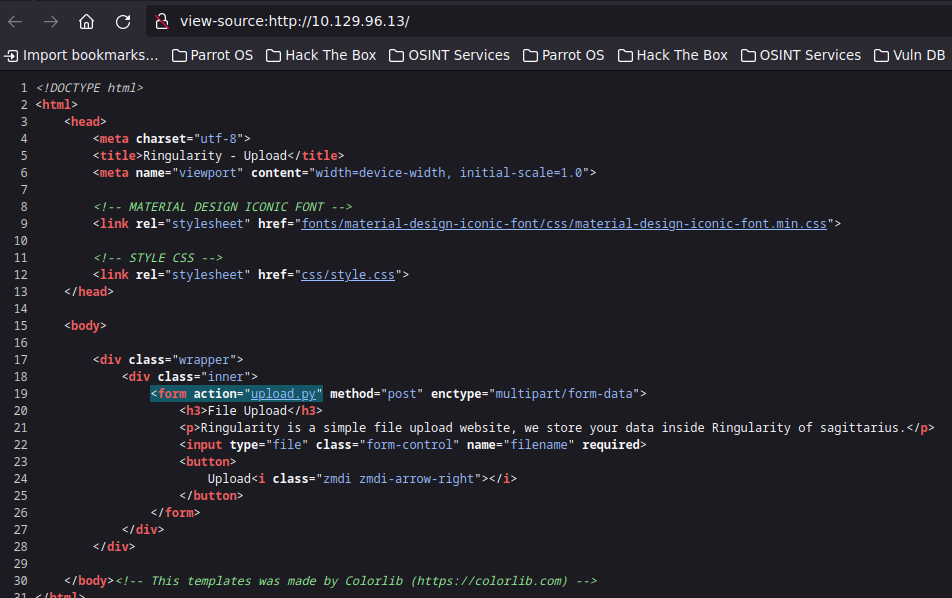 view-source:http://10.129.96.13/
Import bookmarks... Parrot OS Hack The Box OSINT Services Parrot OS Hack The Box OSINT Services Vuln DB
1 <!DOCTYPE html>
2 <html>
3 <head>
4 <meta charset="utf-8">
5 <title>Ringularity - Upload</title>
6 <meta name="viewport" content="width=device-width, initial-scale=1.0">
7
8 <!-- MATERIAL DESIGN ICONIC FONT -->
9 <link rel="stylesheet" href="fonts/material-design-iconic-font/css/material-design-iconic-font.min.css">
10
11 <!-- STYLE CSS -->
12 <link rel="stylesheet" href="css/style.css">
13 </head>
14
15 <body>
16
17 <div class="wrapper">
18 <div class="inner">
19 <form action="upload.py" method="post" enctype="multipart/form-data">
20 <h3>File Upload</h3>
21 <p>Ringularity is a simple file upload website, we store your data inside Ringularity of sagittarius.</p>
22 <input type="file" class="form-control" name="filename" required>
23 <button>
24 Upload<i class="zmdi zmdi-arrow-right"></i>
25 </button>
26 </form>
27 </div>
28 </div>
29
30 </body><!-- This templates was made by Colorlib (https://colorlib.com) -->
31 </html>